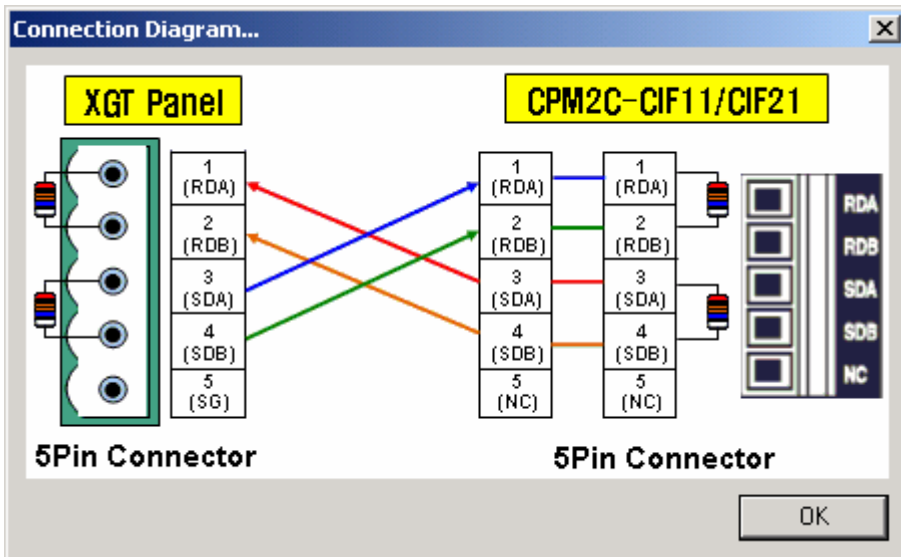 Connection Diagram...
XGT Panel
CPM2C-CIF11/CIF21
1
(RDA)
2
(RDB)
3
(SDA)
4
(SDB)
5
(SG)
1
(RDA)
2
(RDB)
3
(SDA)
4
(SDB)
5
(NC)
1
(RDA)
2
(RDB)
3
(SDA)
4
(SDB)
5
(NC)
RDA
RDB
SDA
SDB
NC
5Pin Connector
5Pin Connector
OK